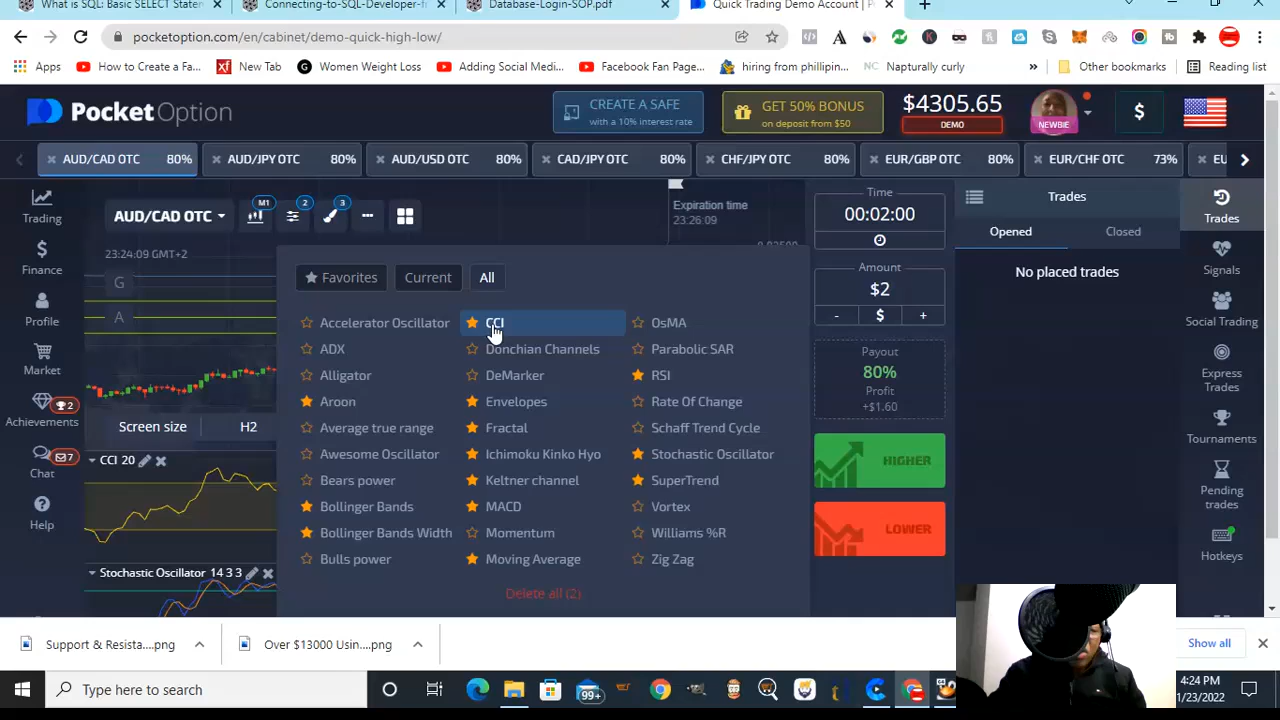 What is SQL: Basic SELECT Staten
Connecting-to-SQL-Developer-f
Database-Login-SOP.pdf
Quick Trading Demo Account |
pocketoption.com/en/cabinet/demo-quick-high-low/
Apps
How to Create a Fa...
New Tab
Women Weight Loss
Adding Social Media...
Facebook Fan Page...
hiring from phillipin...
NC Napturally curly
»
Other bookmarks
Reading list
PocketOption
CREATE A SAFE
with a 10% interest rate
GET 50% BONUS
on deposit from $50
$4305.65
DEMO
NEWBIE
$
AUD/CAD OTC 80%
AUD/JPY OTC 80%
AUD/USD OTC 80%
CAD/JPY OTC 80%
CHF/JPY OTC 80%
EUR/GBP OTC 80%
EUR/CHF OTC 73%
EU
Trading
Finance
Profile
Market
Achievements
2
Chat
7
Help
AUD/CAD OTC
M1
2
3
23:24:09 GMT+2
G
A
Expiration time
23:26:09
Screen size
H2
CCI 20
Stochastic Oscillator 14 3 3
Favorites
Current
All
Accelerator Oscillator
CCI
OsMA
ADX
Donchian Channels
Parabolic SAR
Alligator
DeMarker
RSI
Aroon
Envelopes
Rate Of Change
Average true range
Fractal
Schaff Trend Cycle
Awesome Oscillator
Ichimoku Kinko Hyo
Stochastic Oscillator
Bears power
Keltner channel
SuperTrend
Bollinger Bands
MACD
Vortex
Bollinger Bands Width
Momentum
Williams %R
Bulls power
Moving Average
Zig Zag
Delete all (2)
Time
00:02:00
Amount
$2
- $ +
Payout
80%
Profit
+$1.60
HIGHER
LOWER
Trades
Opened
Closed
No placed trades
Trades
Signals
Social Trading
Express
Trades
Tournaments
Pending
trades
Hotkeys
Support & Resista....png
Over $13000 Usin....png
Show all
Type here to search
99+
4:24 PM
1/23/2022